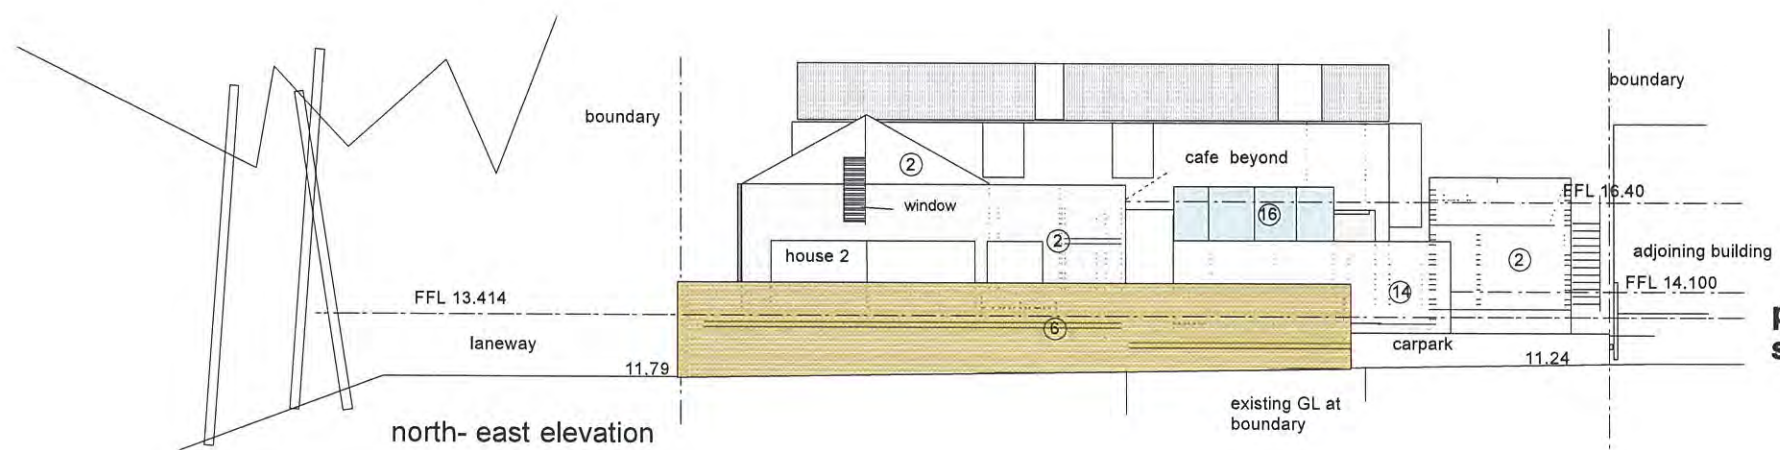 boundary
boundary
cafe beyond
2
FFL 16.40
window
16
2
house 2
2
adjoining building
FFL 14.100
FFL 13.414
14
6
laneway
carpark
11.79
11.24
existing GL at
boundary
north- east elevation